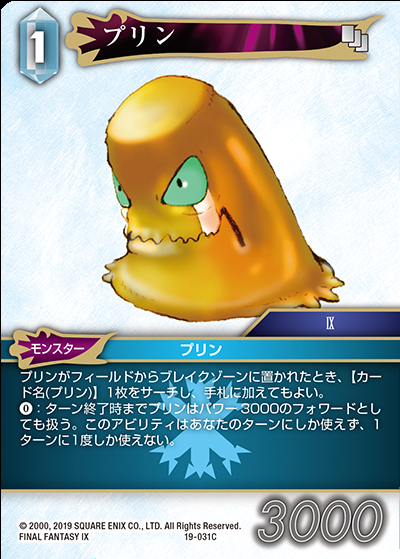 1
プリン
IX
モンスター
プリン
プリンがフィールドからブレイクゾーンに置かれたとき、【カー
ド名(プリン)】1枚をサーチし、手札に加えてもよい。
0：ターン終了時までプリンはパワー3000のフォワードとし
ても扱う。このアビリティはあなたのターンにしか使えず、1
ターンに1度しか使えない。
© 2000, 2019 SQUARE ENIX CO., LTD. All Rights Reserved.
FINAL FANTASY IX
19-031C
3000